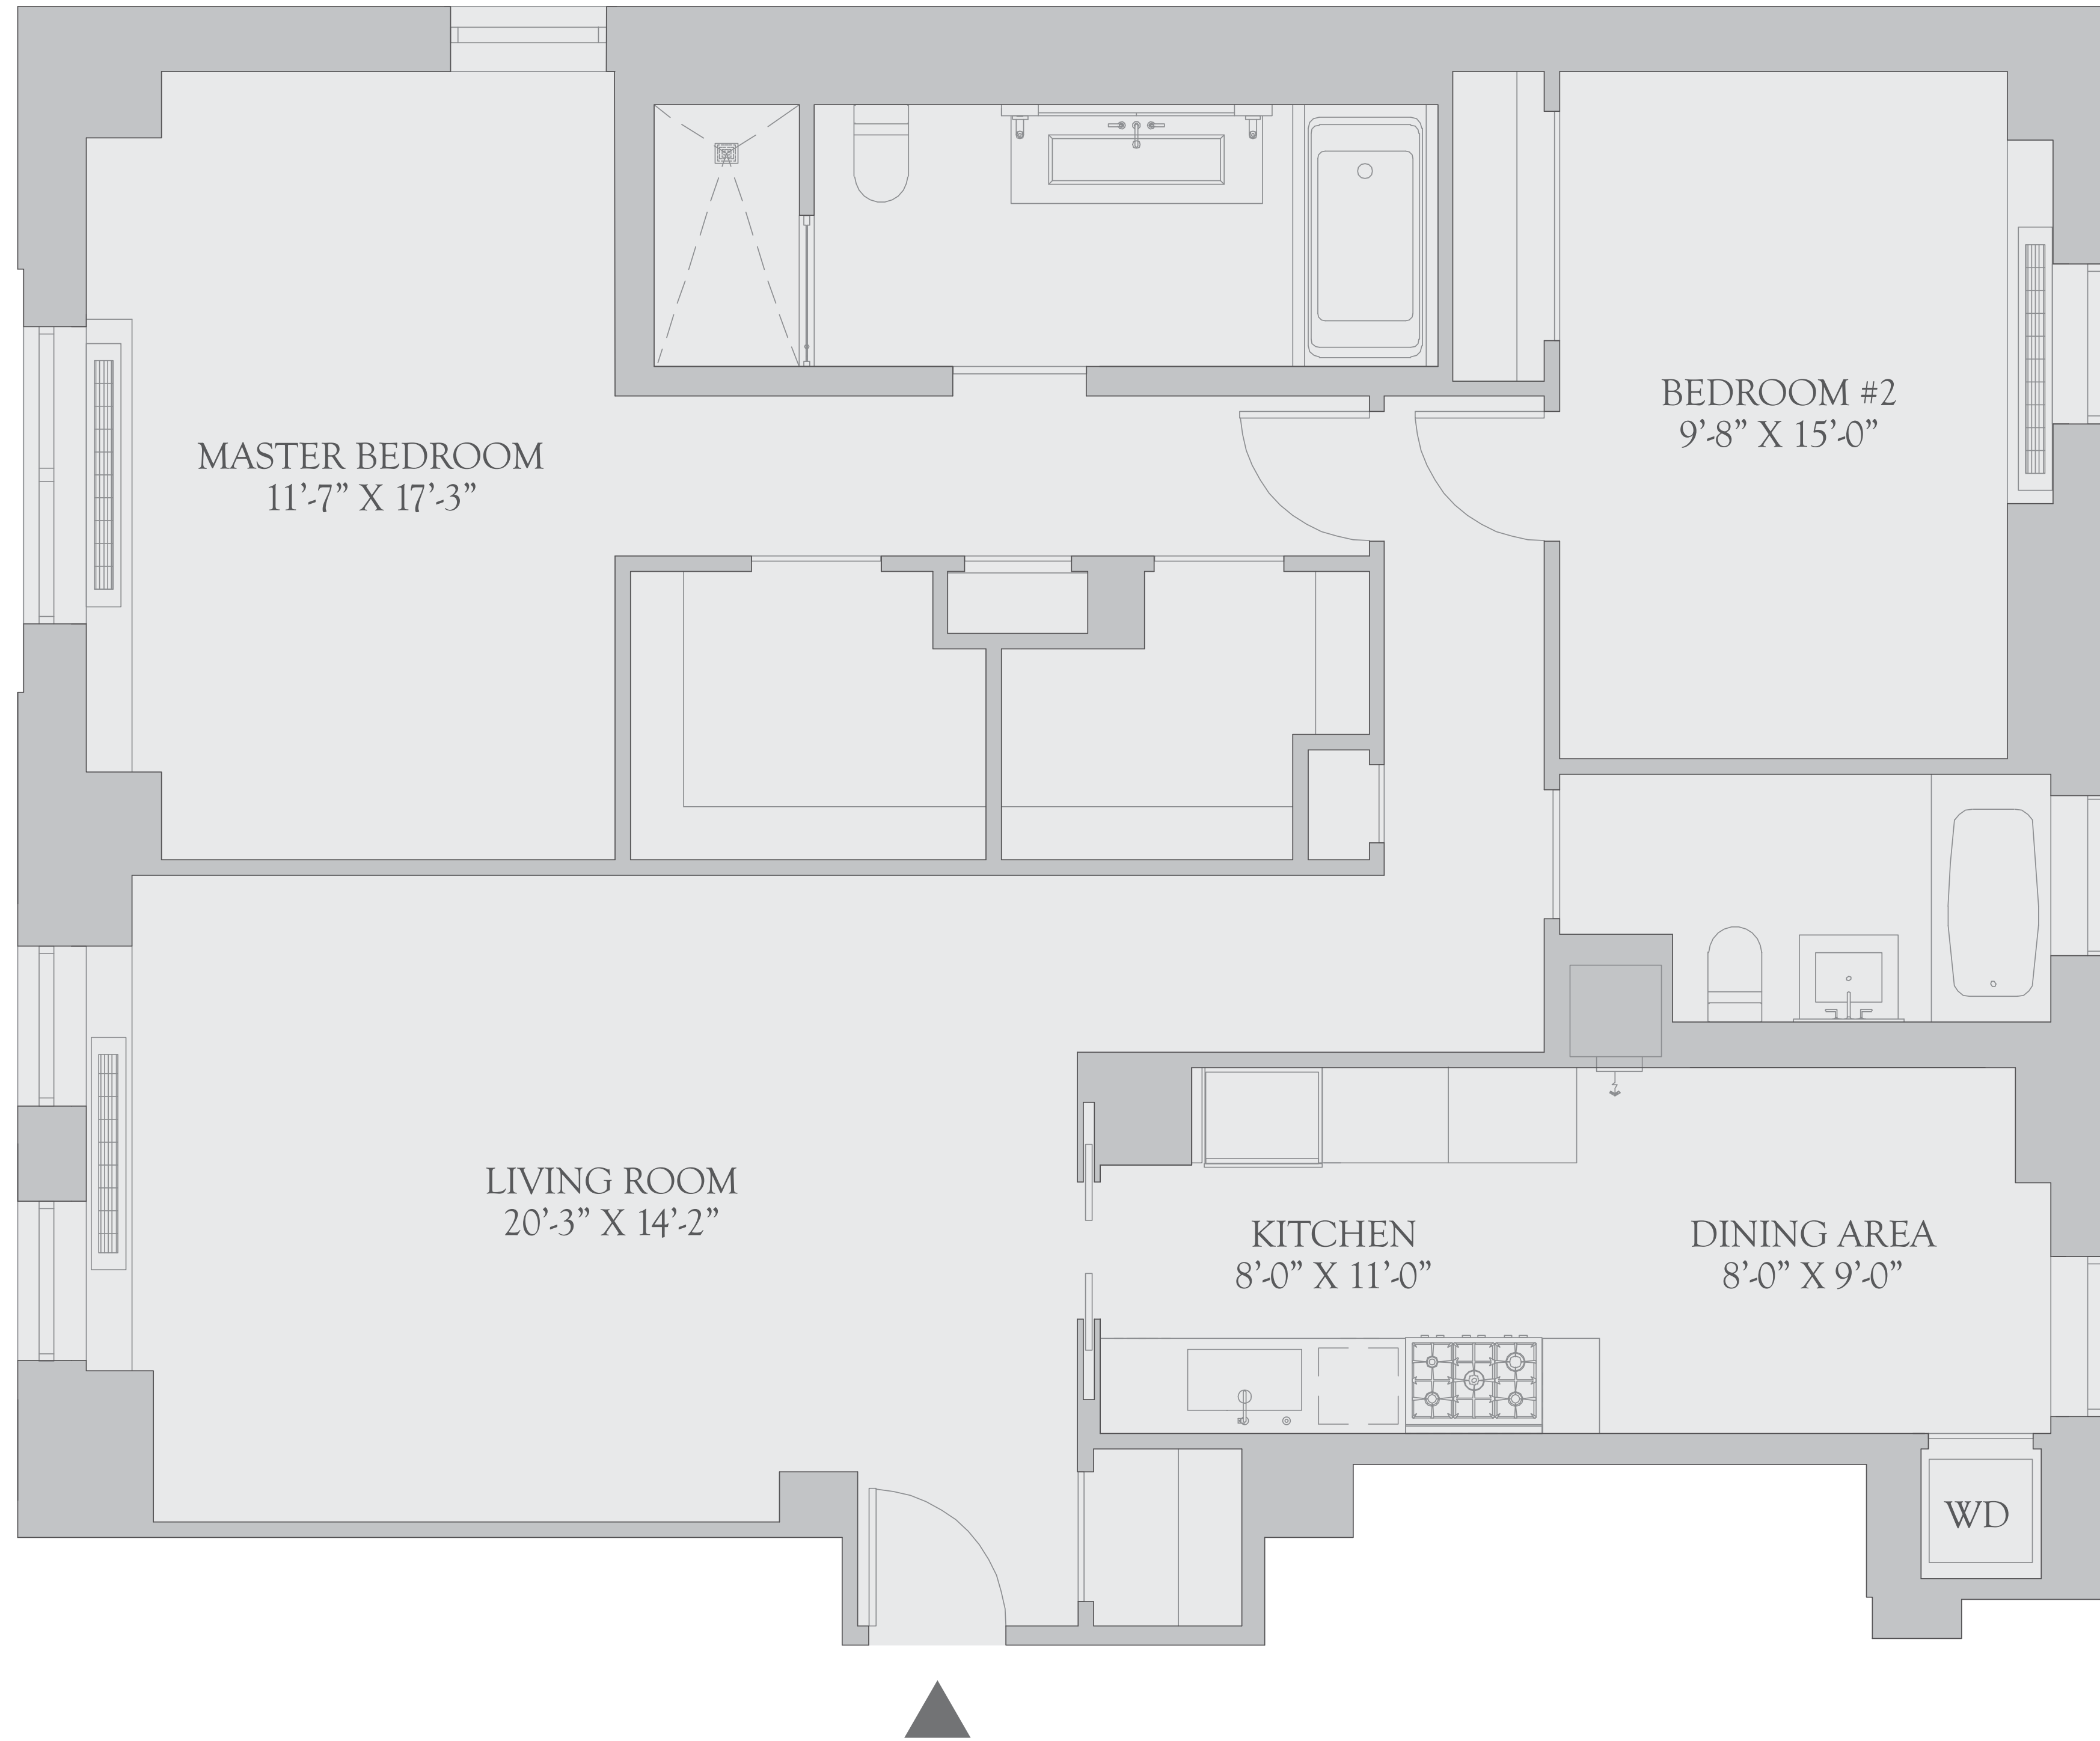 BEDROOM #2
9’-8” X 15’-0”
MASTER BEDROOM
11’-7” X 17’-3”
LIVING ROOM
20’-3” X 14’-2”
KITCHEN
8’-0” X 11’-0”
DINING AREA
8’-0” X 9’-0”
WD